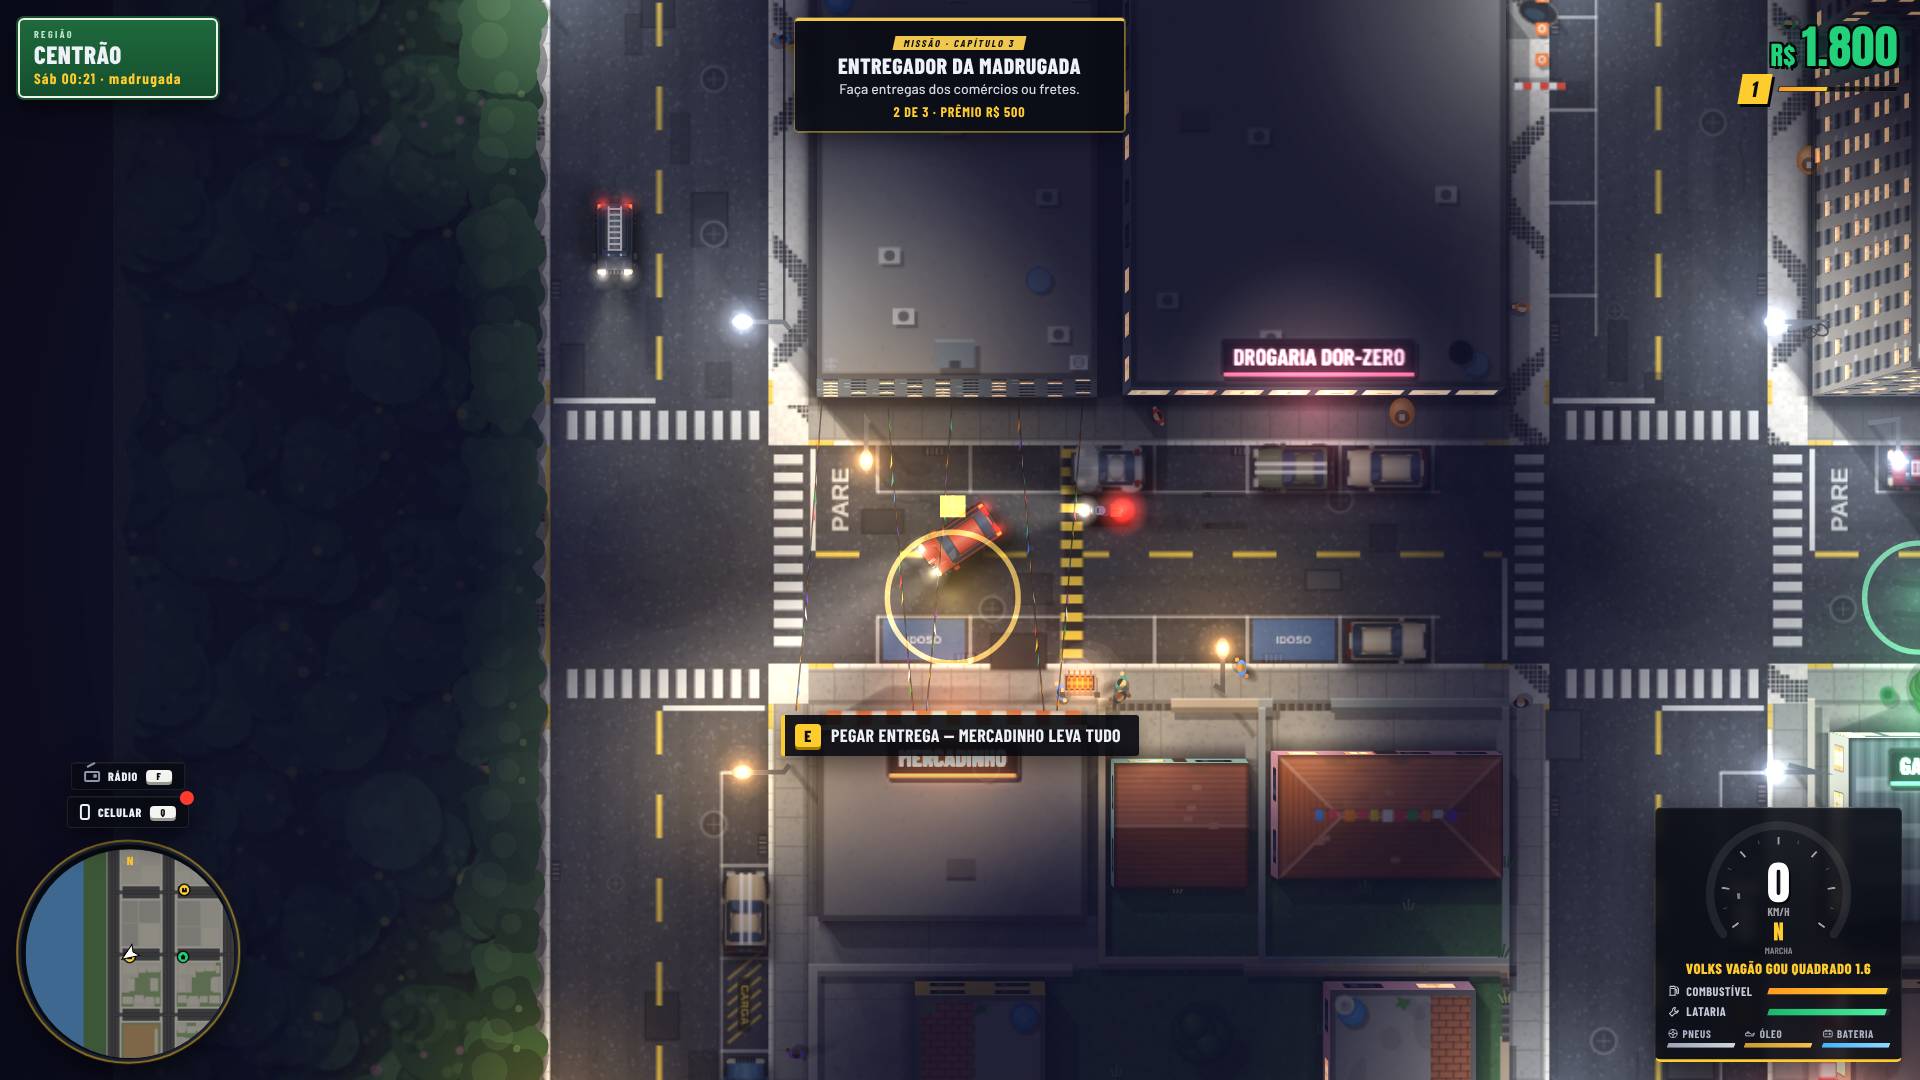 REGIÃO
CENTRÃO
Sáb 00:21 · madrugada
MISSÃO · CAPÍTULO 3
ENTREGADOR DA MADRUGADA
Faça entregas dos comércios ou fretes.
2 DE 3 · PRÊMIO R$ 500
R$ 1.800
1
DROGARIA DOR-ZERO
PARE
PARE
IDOSO
IDOSO
E PEGAR ENTREGA — MERCADINHO LEVA TUDO
MERCADINHO
GA
RÁDIO F
CELULAR Q
N
M
CARGA
0
KM/H
N
MARCHA
VOLKS VAGÃO GOU QUADRADO 1.6
COMBUSTÍVEL
LATARIA
PNEUS
ÓLEO
BATERIA